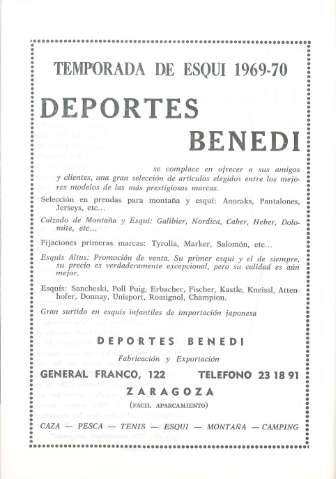 TEMPORADA DE ESQUI 1969-70
DEPORTES
BENEDI
se complace en ofrecer a sus amigos
y clientes, una gran selección de artículos elegidos entre los mejo-
res modelos de las más prestigiosas marcas.
Selección en prendas para montaña y esquí: Anoraks, Pantalones,
Jerseys, etc...
Calzado de Montaña y Esquí: Galibier, Nordica, Caber, Heber, Dolo-
mite, etc...
Fijaciones primeras marcas: Tyrolia, Marker, Salomón, etc...
Esquís Altus: Promoción de venta. Su primer esquí y el de siempre,
su precio es verdaderamente excepcional, pero su calidad es aún
mejor.
Esquís: Sancheski, Poll Puig, Erbacher, Fischer, Kastle, Kneissl, Atten-
hofer, Donnay, Unisport, Rossignol, Champion.
Gran surtido en esquís infantiles de importación Japonesa
DEPORTES BENEDI
Fabricación y Exportación
GENERAL FRANCO, 122 TELEFONO 23 18 91
ZARAGOZA
(FACIL APARCAMIENTO)
CAZA — PESCA — TENIS — ESQUI — MONTAÑA — CAMPING